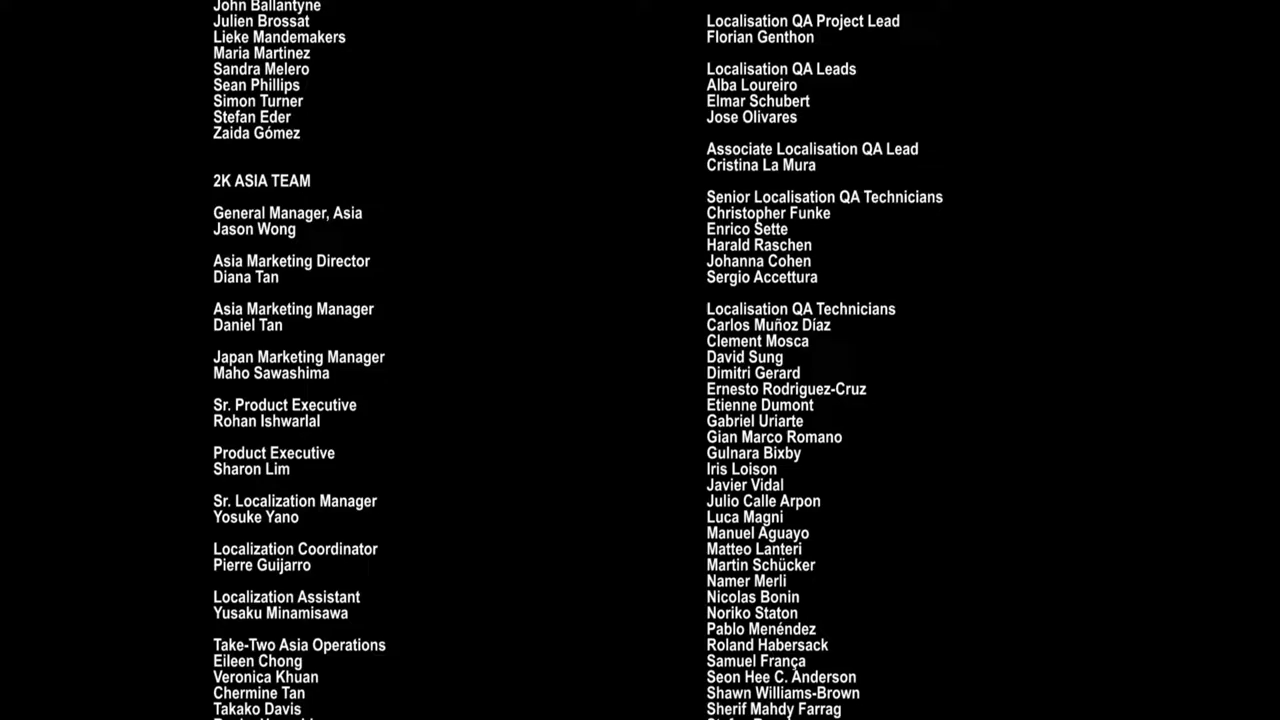 John Ballantyne
Julien Brossat
Lieke Mandemakers
Maria Martinez
Sandra Melero
Sean Phillips
Simon Turner
Stefan Eder
Zaida Gómez
2K ASIA TEAM
General Manager, Asia
Jason Wong
Asia Marketing Director
Diana Tan
Asia Marketing Manager
Daniel Tan
Japan Marketing Manager
Maho Sawashima
Sr. Product Executive
Rohan Ishwarlal
Product Executive
Sharon Lim
Sr. Localization Manager
Yosuke Yano
Localization Coordinator
Pierre Guijarro
Localization Assistant
Yusaku Minamisawa
Take-Two Asia Operations
Eileen Chong
Veronica Khuan
Chermine Tan
Takako Davis
Localisation QA Project Lead
Florian Genthon
Localisation QA Leads
Alba Loureiro
Elmar Schubert
Jose Olivares
Associate Localisation QA Lead
Cristina La Mura
Senior Localisation QA Technicians
Christopher Funke
Enrico Sette
Harald Raschen
Johanna Cohen
Sergio Accettura
Localisation QA Technicians
Carlos Muñoz Díaz
Clement Mosca
David Sung
Dimitri Gerard
Ernesto Rodriguez-Cruz
Etienne Dumont
Gabriel Uriarte
Gian Marco Romano
Gulnara Bixby
Iris Loison
Javier Vidal
Julio Calle Arpon
Luca Magni
Manuel Aguayo
Matteo Lanteri
Martin Schücker
Namer Merli
Nicolas Bonin
Noriko Staton
Pablo Menéndez
Roland Habersack
Samuel França
Seon Hee C. Anderson
Shawn Williams-Brown
Sherif Mahdy Farrag